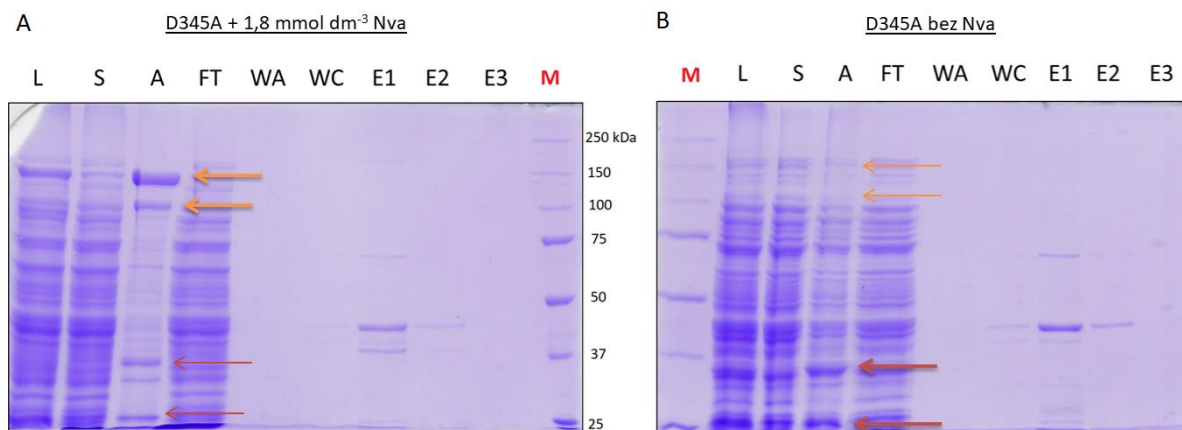 A
D345A + 1,8 mmol dm⁻³ Nva
L S A FT WA WC E1 E2 E3 M
250 kDa
150
100
75
50
37
25
B
D345A bez Nva
M L S A FT WA WC E1 E2 E3